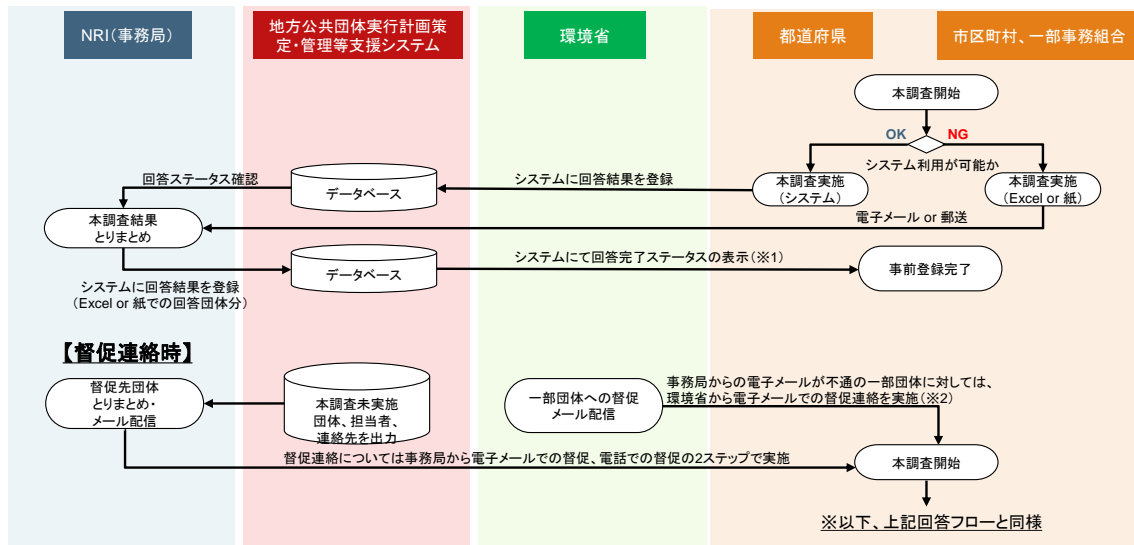 NRI(事務局)
地方公共団体実行計画策
定・管理等支援システム
環境省
都道府県
市区町村、一部事務組合
本調査開始
OK
NG
システム利用が可能か
回答ステータス確認
データベース
システムに回答結果を登録
本調査実施
(システム)
本調査実施
(Excel or 紙)
本調査結果
とりまとめ
電子メール or 郵送
システムに回答結果を登録
(Excel or 紙での回答団体分)
データベース
システムにて回答完了ステータスの表示(※1)
事前登録完了
【督促連絡時】
督促先団体
とりまとめ・
メール配信
本調査未実施
団体、担当者、
連絡先を出力
一部団体への督促
メール配信
事務局からの電子メールが不通の一部団体に対しては、
環境省から電子メールでの督促連絡を実施(※2)
督促連絡については事務局から電子メールでの督促、電話での督促の2ステップで実施
本調査開始
※以下、上記回答フローと同様